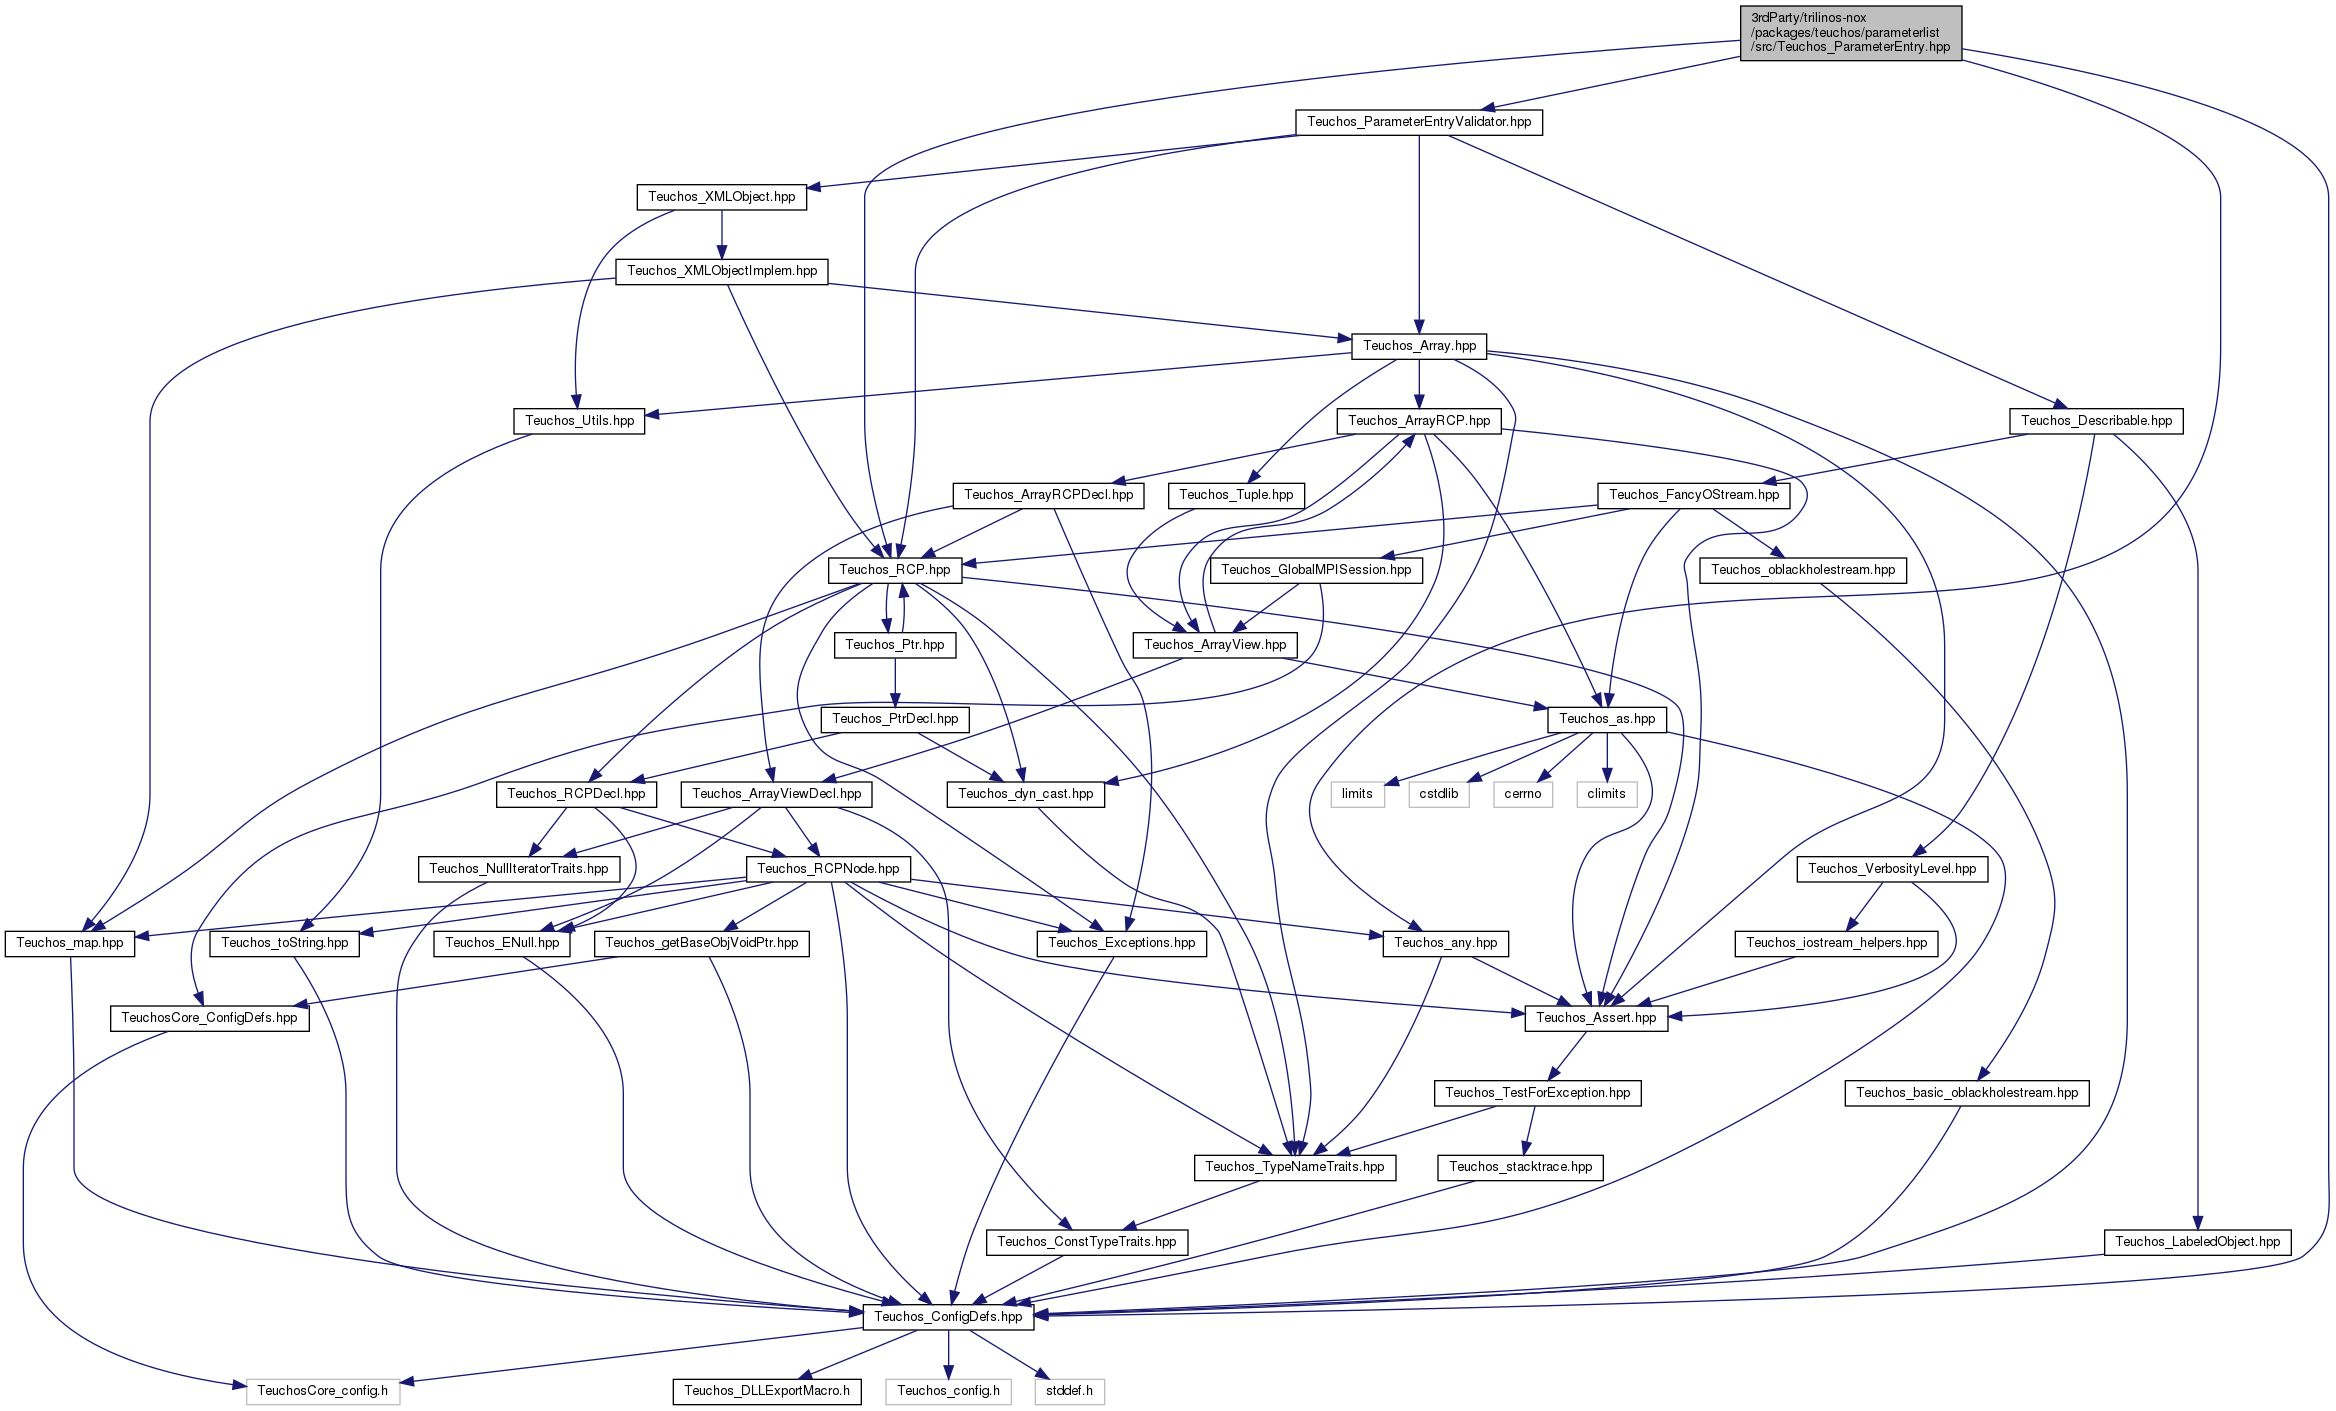 3rdParty/trilinos-nox
/packages/teuchos/parameterlist
/src/Teuchos_ParameterEntry.hpp
Teuchos_ParameterEntryValidator.hpp
Teuchos_XMLObject.hpp
Teuchos_XMLObjectImplem.hpp
Teuchos_Array.hpp
Teuchos_Utils.hpp
Teuchos_ArrayRCP.hpp
Teuchos_Describable.hpp
Teuchos_ArrayRCPDecl.hpp
Teuchos_Tuple.hpp
Teuchos_FancyOStream.hpp
Teuchos_RCP.hpp
Teuchos_GlobalMPISession.hpp
Teuchos_oblackholestream.hpp
Teuchos_Ptr.hpp
Teuchos_ArrayView.hpp
Teuchos_PtrDecl.hpp
Teuchos_as.hpp
Teuchos_RCPDecl.hpp
Teuchos_ArrayViewDecl.hpp
Teuchos_dyn_cast.hpp
limits
cstdlib
cerrno
climits
Teuchos_NullIteratorTraits.hpp
Teuchos_RCPNode.hpp
Teuchos_VerbosityLevel.hpp
Teuchos_map.hpp
Teuchos_toString.hpp
Teuchos_ENull.hpp
Teuchos_getBaseObjVoidPtr.hpp
Teuchos_Exceptions.hpp
Teuchos_any.hpp
Teuchos_iostream_helpers.hpp
TeuchosCore_ConfigDefs.hpp
Teuchos_Assert.hpp
Teuchos_TestForException.hpp
Teuchos_basic_oblackholestream.hpp
Teuchos_TypeNameTraits.hpp
Teuchos_stacktrace.hpp
Teuchos_ConstTypeTraits.hpp
Teuchos_LabeledObject.hpp
Teuchos_ConfigDefs.hpp
TeuchosCore_config.h
Teuchos_DLLExportMacro.h
Teuchos_config.h
stddef.h